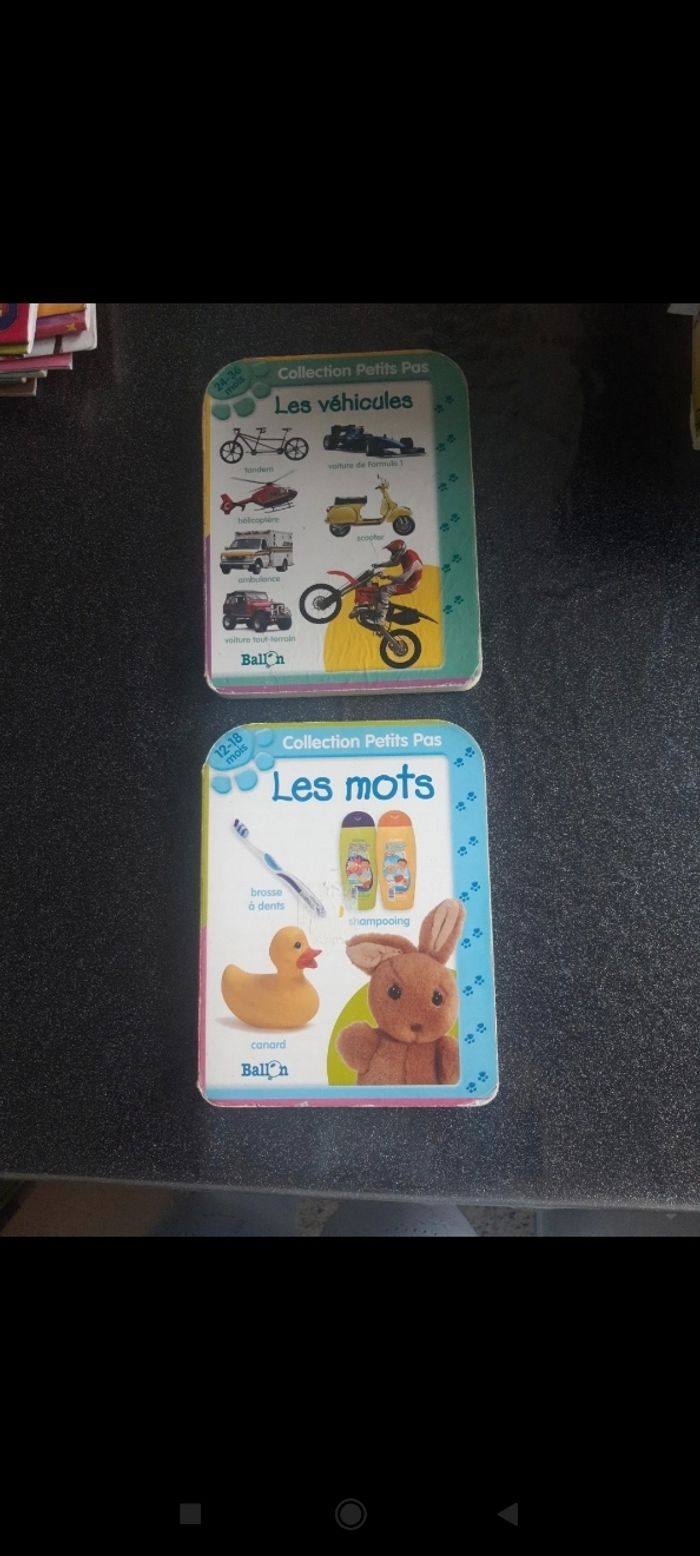 24-36
mois
Collection Petits Pas
Les véhicules
tandem
voiture de Formule 1
hélicoptère
scooter
ambulance
voiture tout-terrain
Ballon
12-18
mois
Collection Petits Pas
Les mots
brosse
à dents
shampooing
canard
Ballon